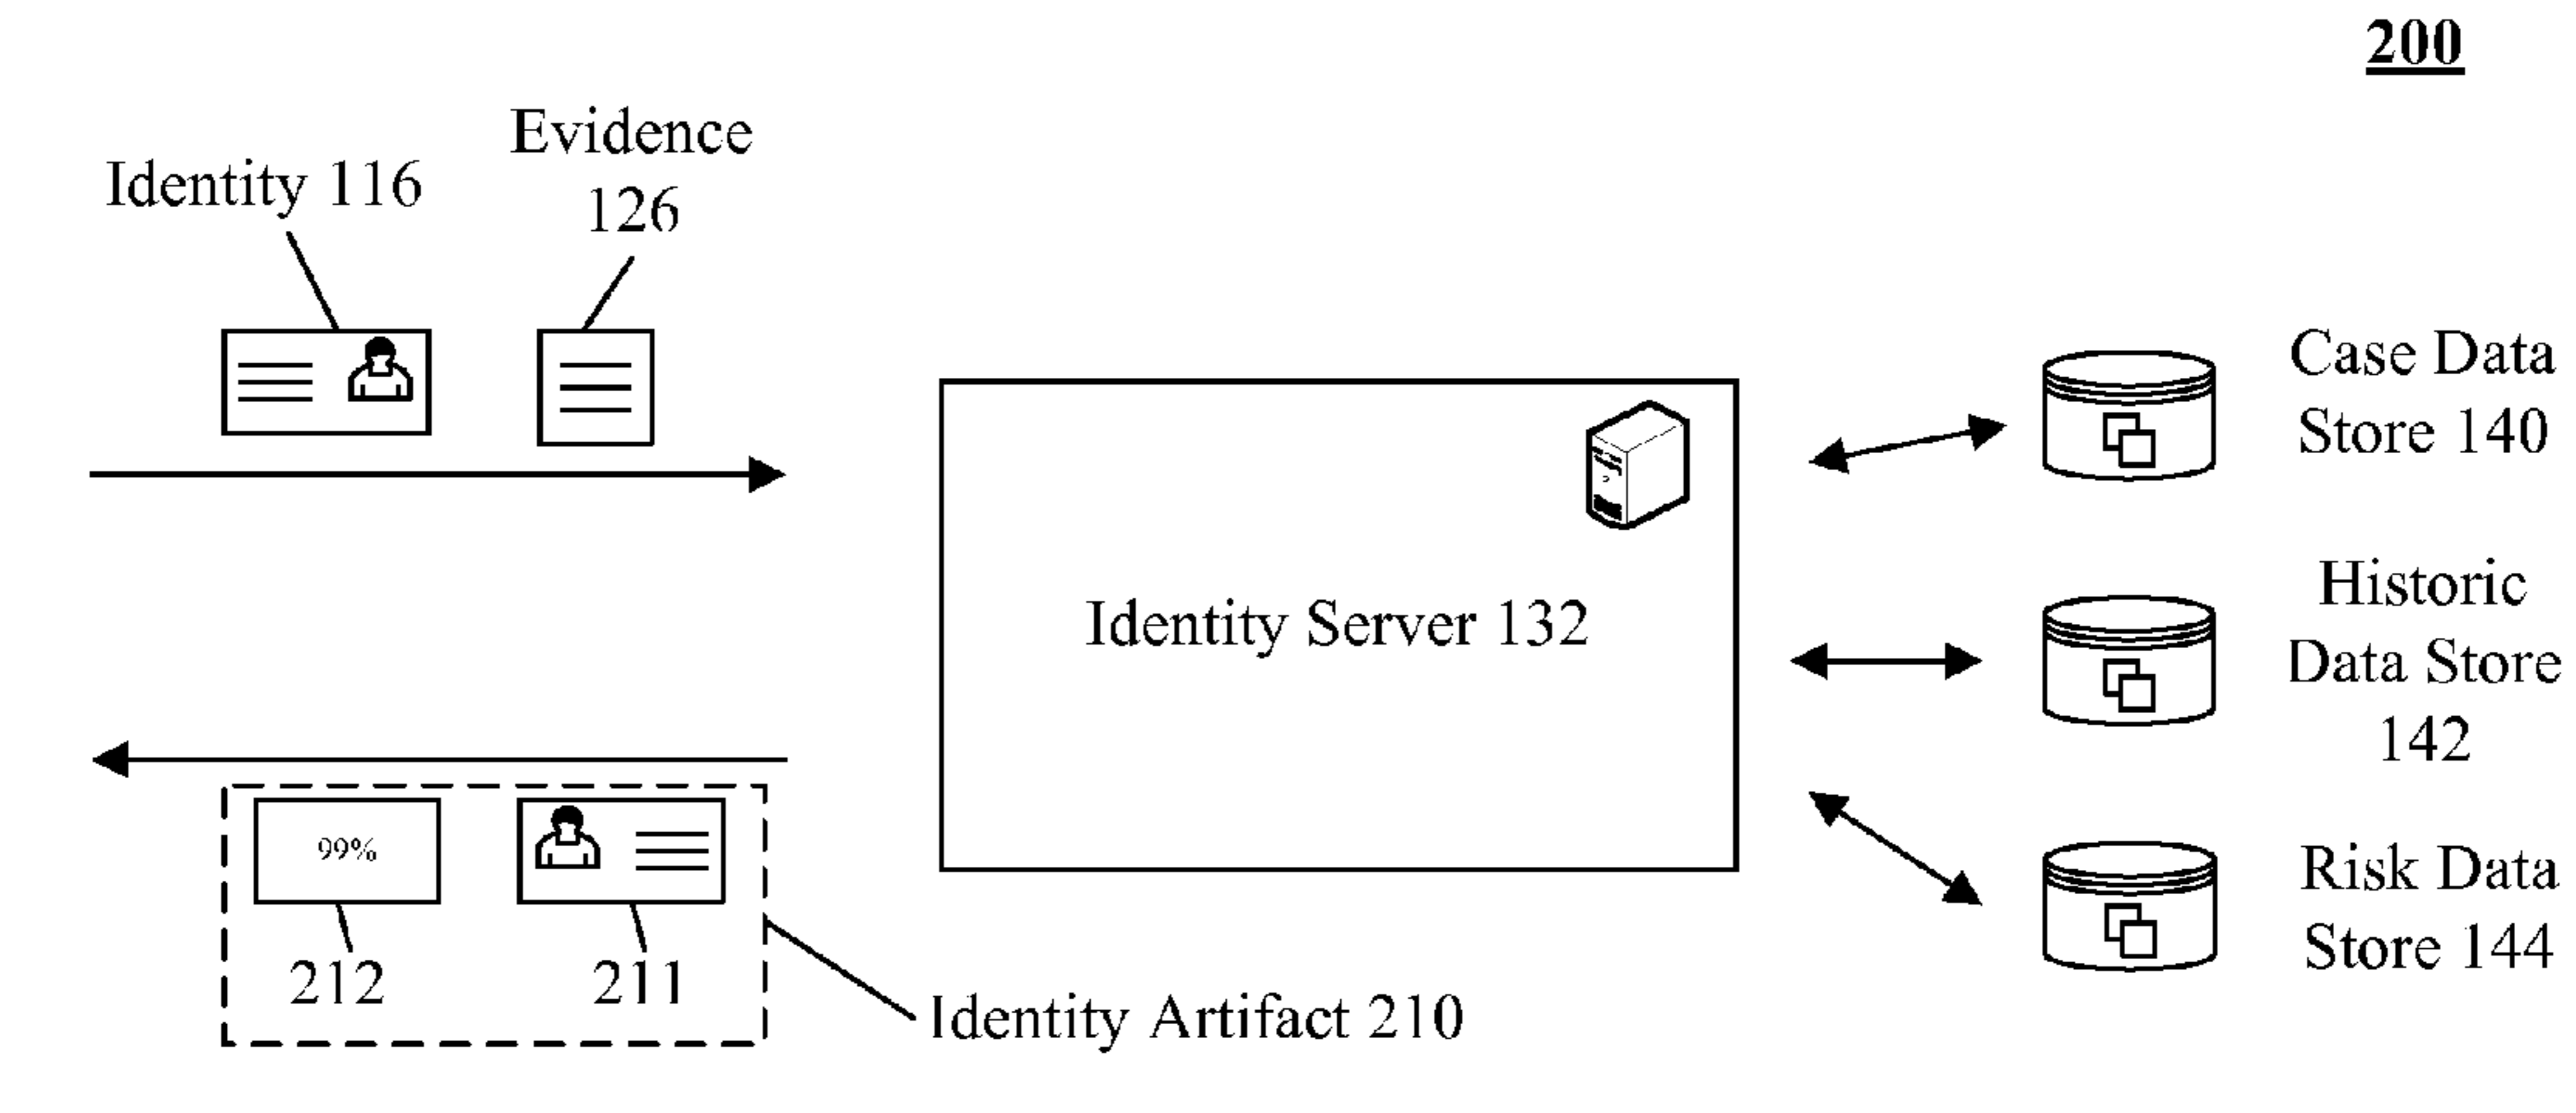 200
Evidence
126
Identity 116
Case Data
Store 140
Identity Server 132
Historic
Data Store
142
99%
212
211
Risk Data
Store 144
Identity Artifact 210